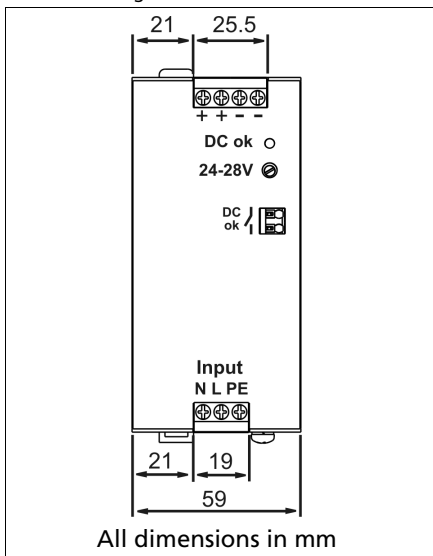 21 25.5
+ + - -
DC ok
24-28V
DC
ok
Input
N L PE
21 19
59
All dimensions in mm